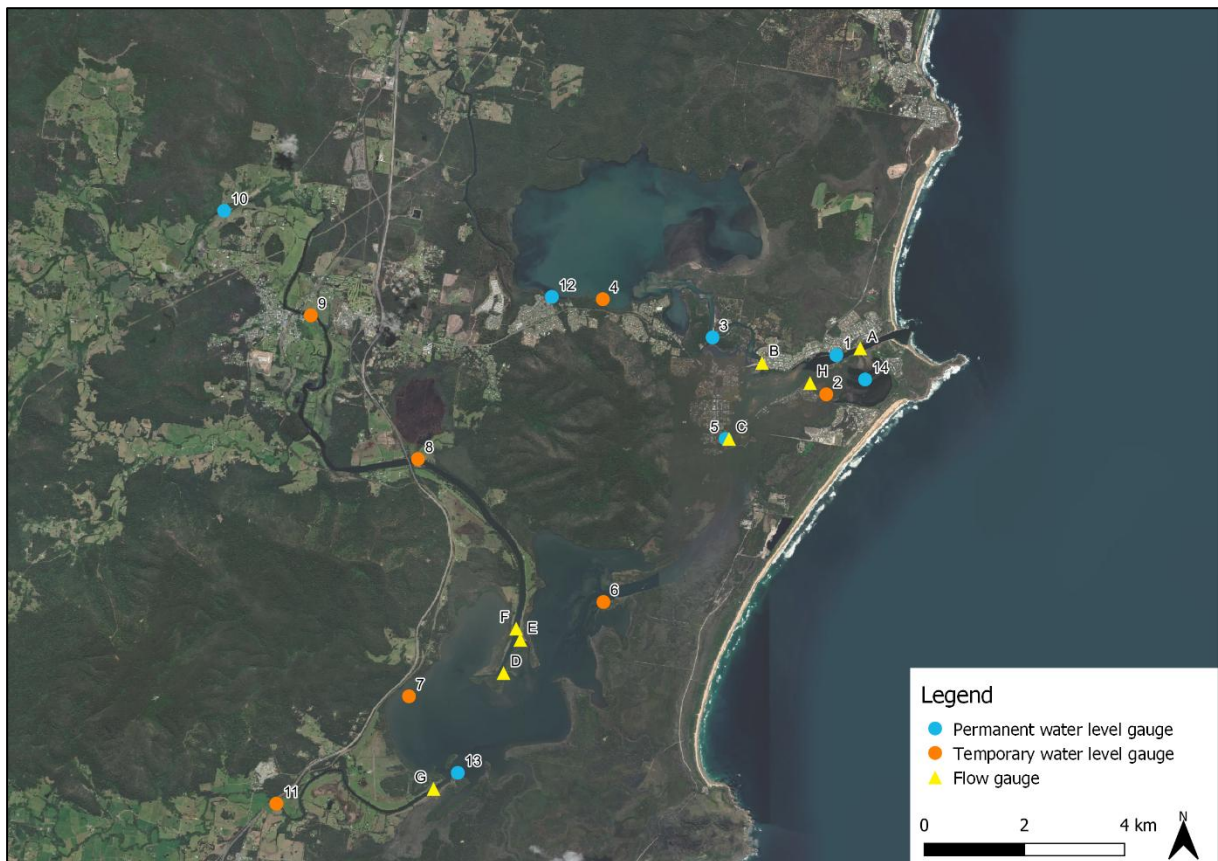 10
9
12
4
3
1
A
B
H
14
2
5
C
8
6
F
E
D
7
13
G
11
Legend
Permanent water level gauge
Temporary water level gauge
Flow gauge
0 2 4 km
N